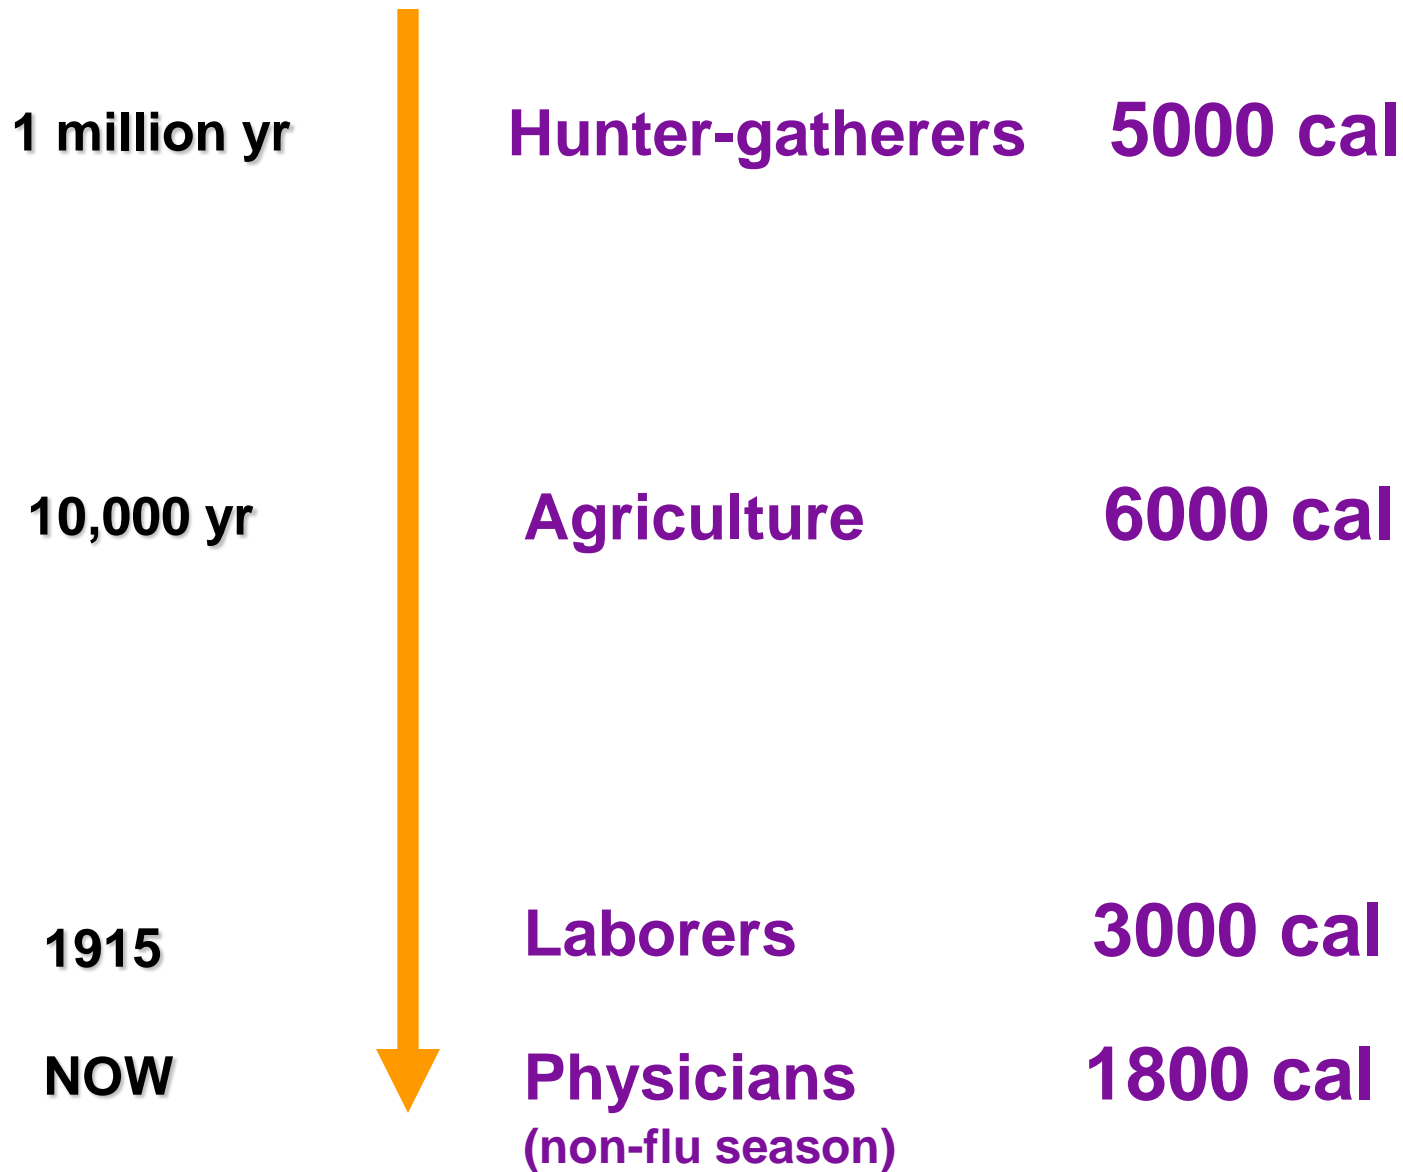 1 million yr Hunter-gatherers 5000 cal
10,000 yr Agriculture 6000 cal
1915 Laborers 3000 cal
NOW Physicians 1800 cal
(non-flu season)